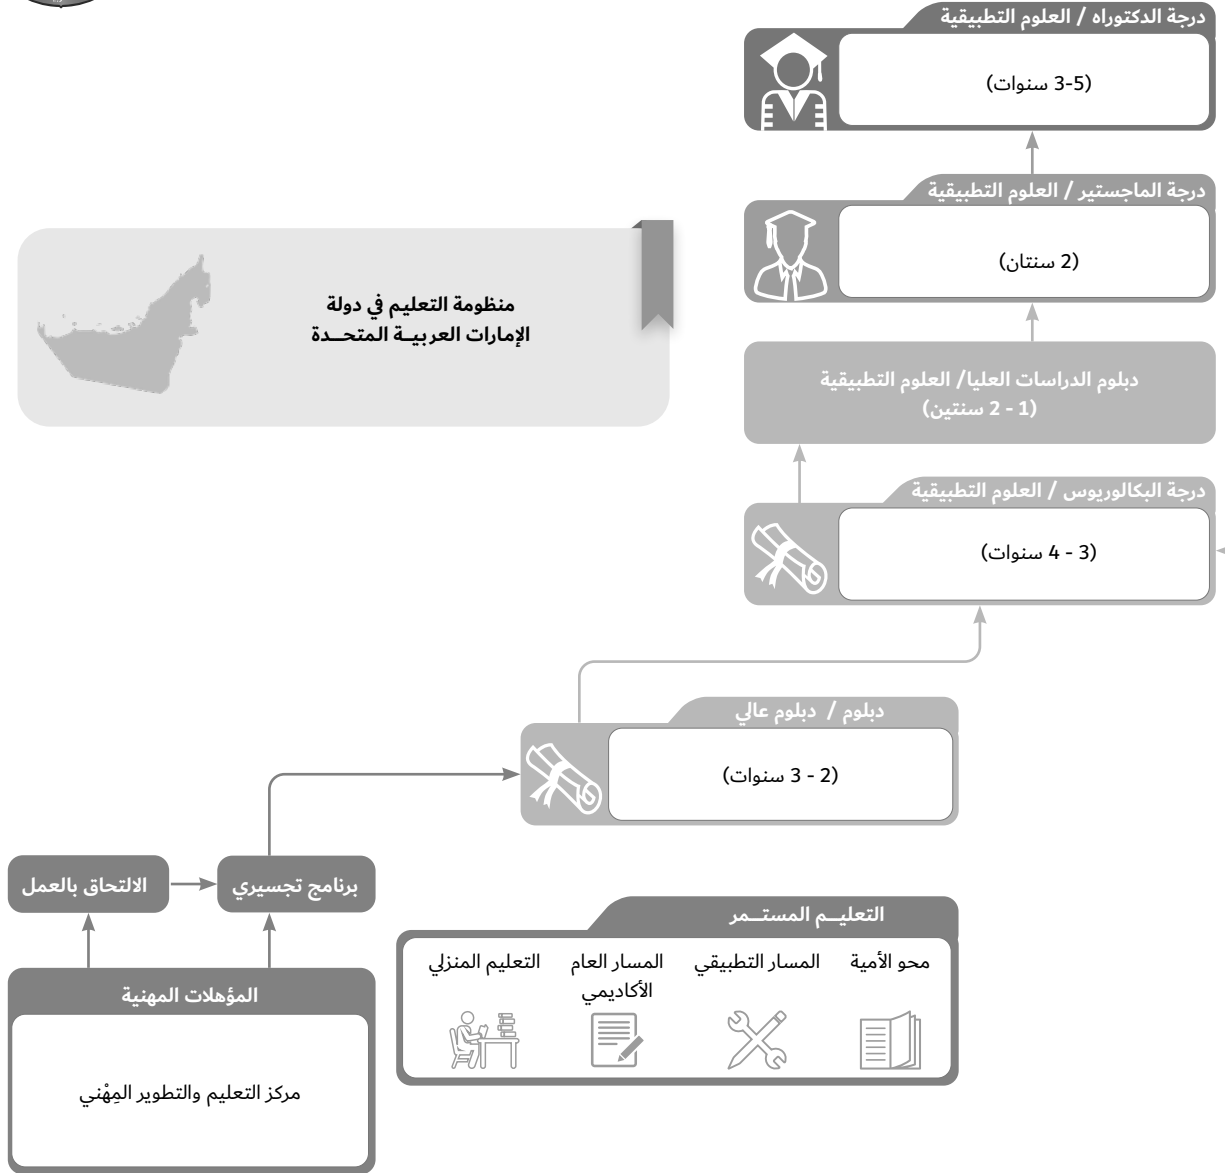 درجة الدكتوراه / العلوم التطبيقية
(3-5 سنوات)
درجة الماجستير / العلوم التطبيقية
(2 سنتان)
منظومة التعليم في دولة
الإمارات العربيــة المتحــدة
دبلوم الدراسات العليا/ العلوم التطبيقية
(1 - 2 سنتين)
درجة البكالوريوس / العلوم التطبيقية
(3 - 4 سنوات)
دبلوم / دبلوم عالي
(2 - 3 سنوات)
برنامج تجسيري
الالتحاق بالعمل
التعليــم المستــمر
محو الأمية
المسار التطبيقي
المسار العام
الأكاديمي
التعليم المنزلي
المؤهلات المهنية
مركز التعليم والتطوير المِهْني